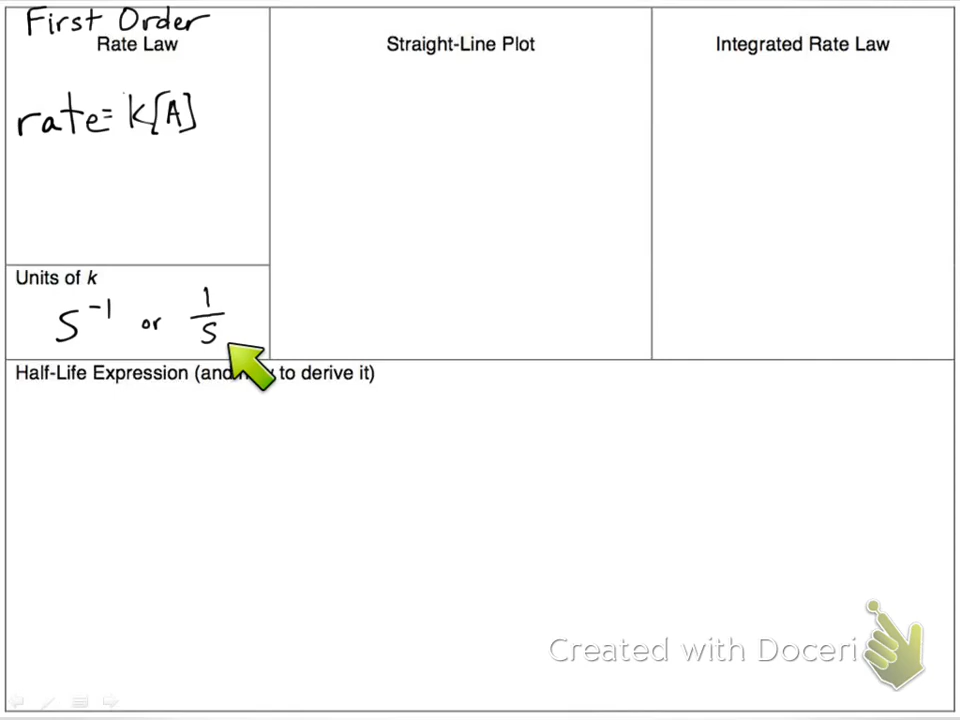 First Order
Rate Law
rate = k[A]
Units of k
S⁻¹ or 1/S
Straight-Line Plot
Integrated Rate Law
Half-Life Expression (and to derive it)
Created with Doceri